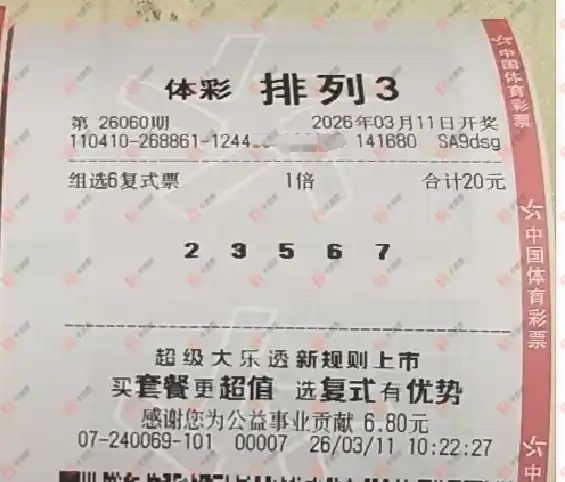 体彩 排列3
第 26060期 2026年03月11日开奖
110410-268861-1244 141680 SA9dsg
组选6复式票 1倍 合计20元
2 3 5 6 7
超级大乐透新规则上市
买套餐更超值 选复式有优势
感谢您为公益事业贡献 6.80元
07-240069-101 00007 26/03/11 10:22:27
中国体育彩票
中国体育彩票
中